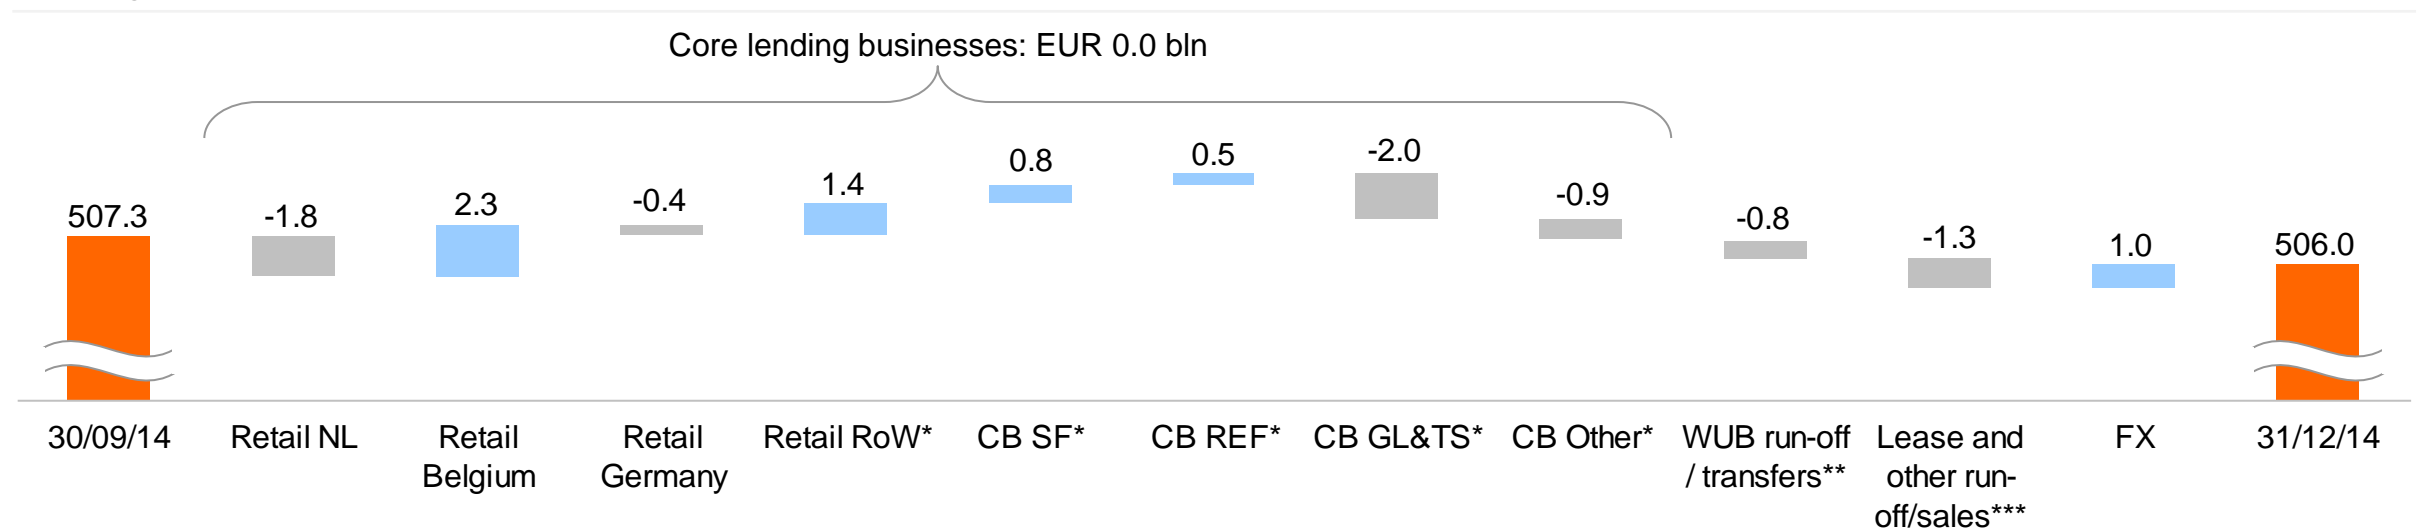 Core lending businesses: EUR 0.0 bln
507.3
-1.8
2.3
-0.4
1.4
0.8
0.5
-2.0
-0.9
-0.8
-1.3
1.0
506.0
30/09/14
Retail NL
Retail
Belgium
Retail
Germany
Retail RoW*
CB SF*
CB REF*
CB GL&TS*
CB Other*
WUB run-off
/ transfers**
Lease and
other run-
off/sales***
FX
31/12/14